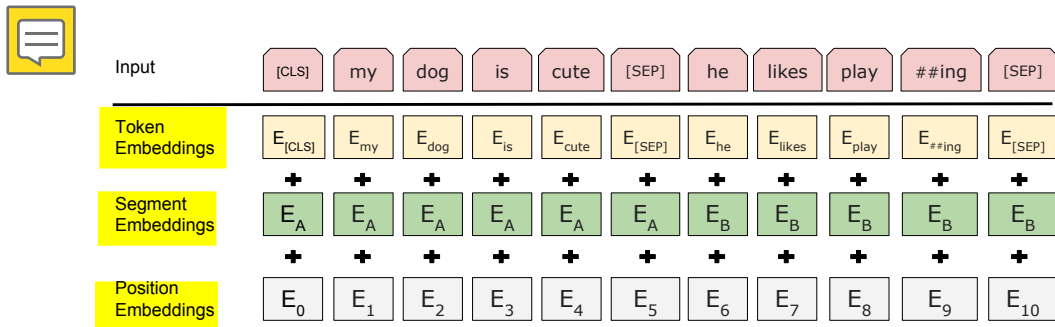 Input [CLS] my dog is cute [SEP] he likes play ##ing [SEP]
Token
Embeddings E[CLS] Emy Edog Eis Ecute E[SEP] Ehe Elikes Eplay E##ing E[SEP]
+ + + + + + + + + + +
Segment
Embeddings EA EA EA EA EA EA EB EB EB EB EB
+ + + + + + + + + + +
Position
Embeddings E0 E1 E2 E3 E4 E5 E6 E7 E8 E9 E10